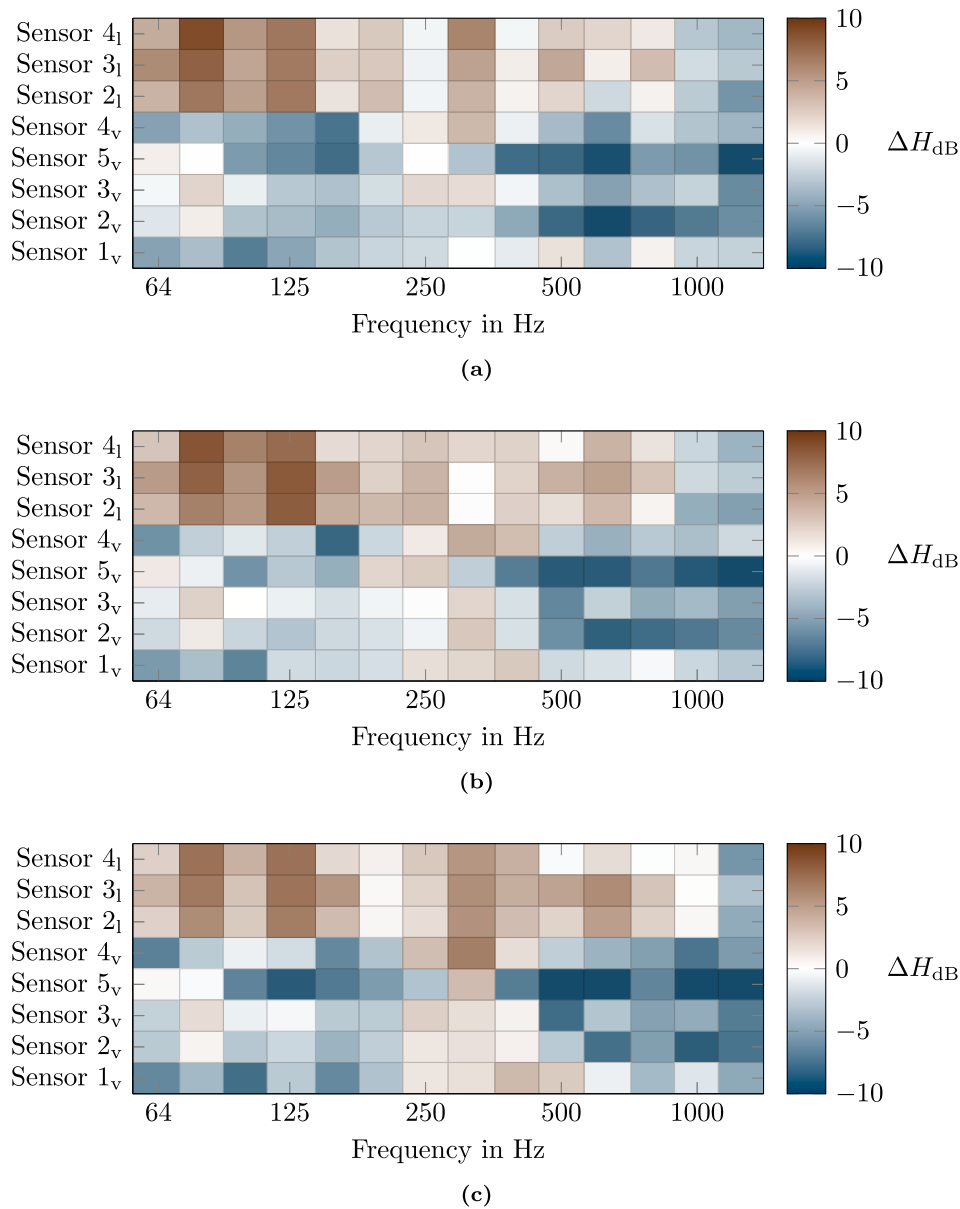 Sensor 4l
Sensor 3l
Sensor 2l
Sensor 4v
Sensor 5v
Sensor 3v
Sensor 2v
Sensor 1v
64 125 250 500 1000
Frequency in Hz
10
5
0
−5
−10
ΔHdB
(a)
Sensor 4l
Sensor 3l
Sensor 2l
Sensor 4v
Sensor 5v
Sensor 3v
Sensor 2v
Sensor 1v
64 125 250 500 1000
Frequency in Hz
10
5
0
−5
−10
ΔHdB
(b)
Sensor 4l
Sensor 3l
Sensor 2l
Sensor 4v
Sensor 5v
Sensor 3v
Sensor 2v
Sensor 1v
64 125 250 500 1000
Frequency in Hz
10
5
0
−5
−10
ΔHdB
(c)